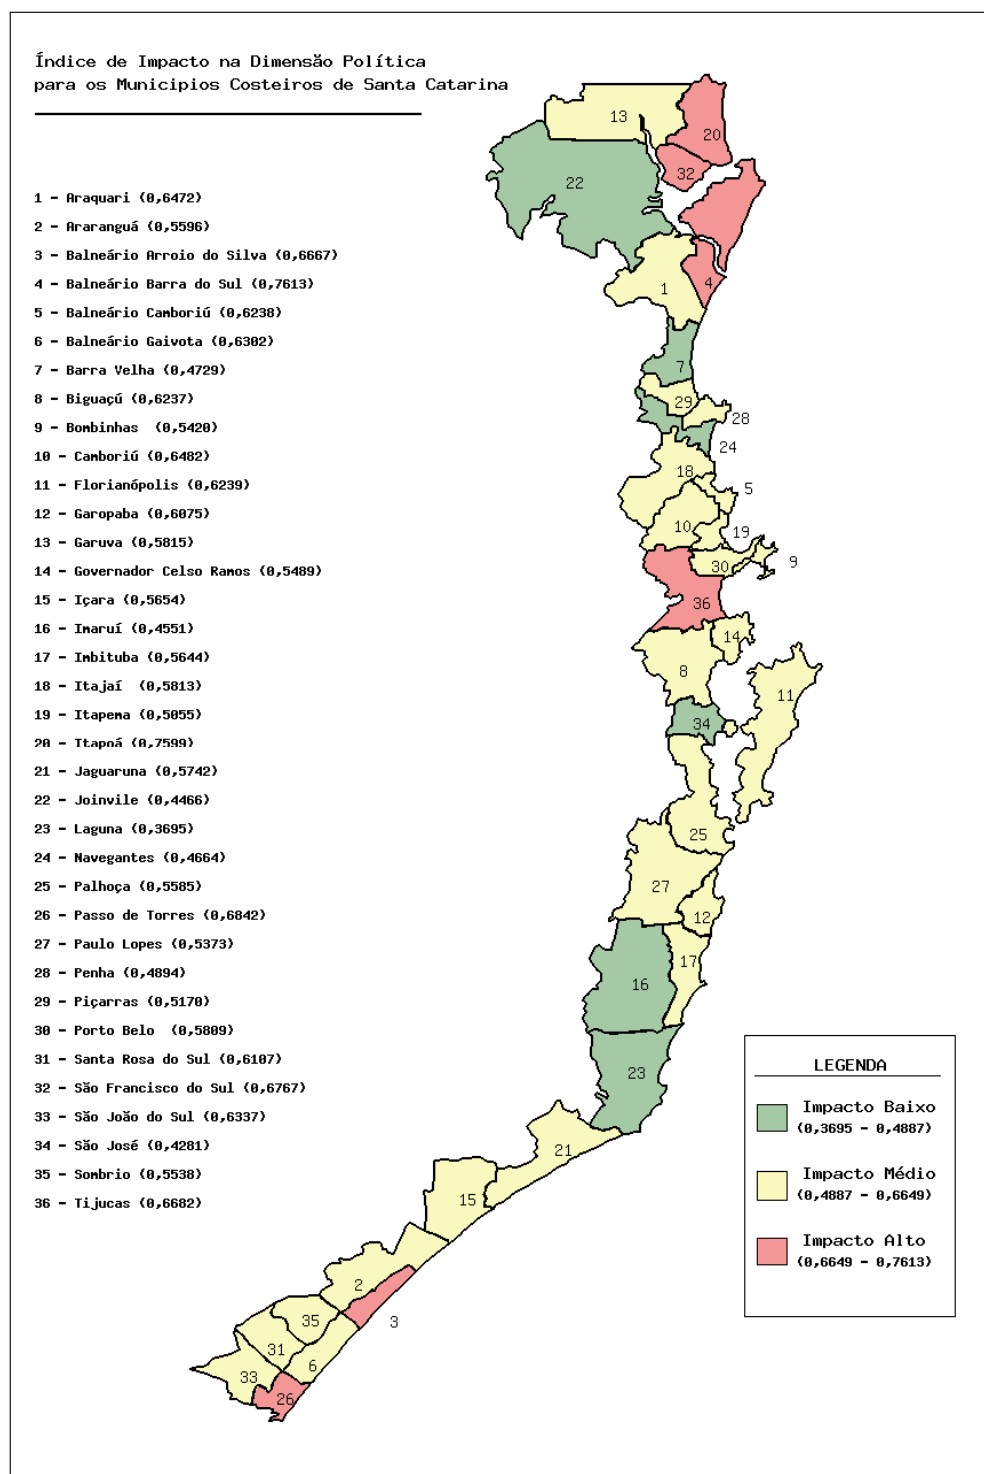 Índice de Impacto na Dimensão Política
para os Municipios Costeiros de Santa Catarina
1 - Araquari (0,6472)
2 - Araranguá (0,5596)
3 - Balneário Arroio do Silva (0,6667)
4 - Balneário Barra do Sul (0,7613)
5 - Balneário Camboriú (0,6238)
6 - Balneário Gaivota (0,6302)
7 - Barra Velha (0,4729)
8 - Biguaçú (0,6237)
9 - Bombinhas (0,5420)
10 - Camboriú (0,6482)
11 - Florianópolis (0,6239)
12 - Garopaba (0,6075)
13 - Garuva (0,5815)
14 - Governador Celso Ramos (0,5489)
15 - Içara (0,5654)
16 - Imaruí (0,4551)
17 - Imbituba (0,5644)
18 - Itajaí (0,5813)
19 - Itapema (0,5055)
20 - Itapoá (0,7599)
21 - Jaguaruna (0,5742)
22 - Joinvile (0,4466)
23 - Laguna (0,3695)
24 - Navegantes (0,4664)
25 - Palhoça (0,5585)
26 - Passo de Torres (0,6842)
27 - Paulo Lopes (0,5373)
28 - Penha (0,4894)
29 - Piçarras (0,5170)
30 - Porto Belo (0,5809)
31 - Santa Rosa do Sul (0,6107)
32 - São Francisco do Sul (0,6767)
33 - São João do Sul (0,6337)
34 - São José (0,4281)
35 - Sombrio (0,5538)
36 - Tijucas (0,6682)
13
20
32
22
1
4
7
29
28
24
18
5
10
19
30
9
36
14
8
11
34
25
27
12
17
16
23
21
15
2
3
35
31
6
33
26
LEGENDA
Impacto Baixo
(0,3695 - 0,4887)
Impacto Médio
(0,4887 - 0,6649)
Impacto Alto
(0,6649 - 0,7613)